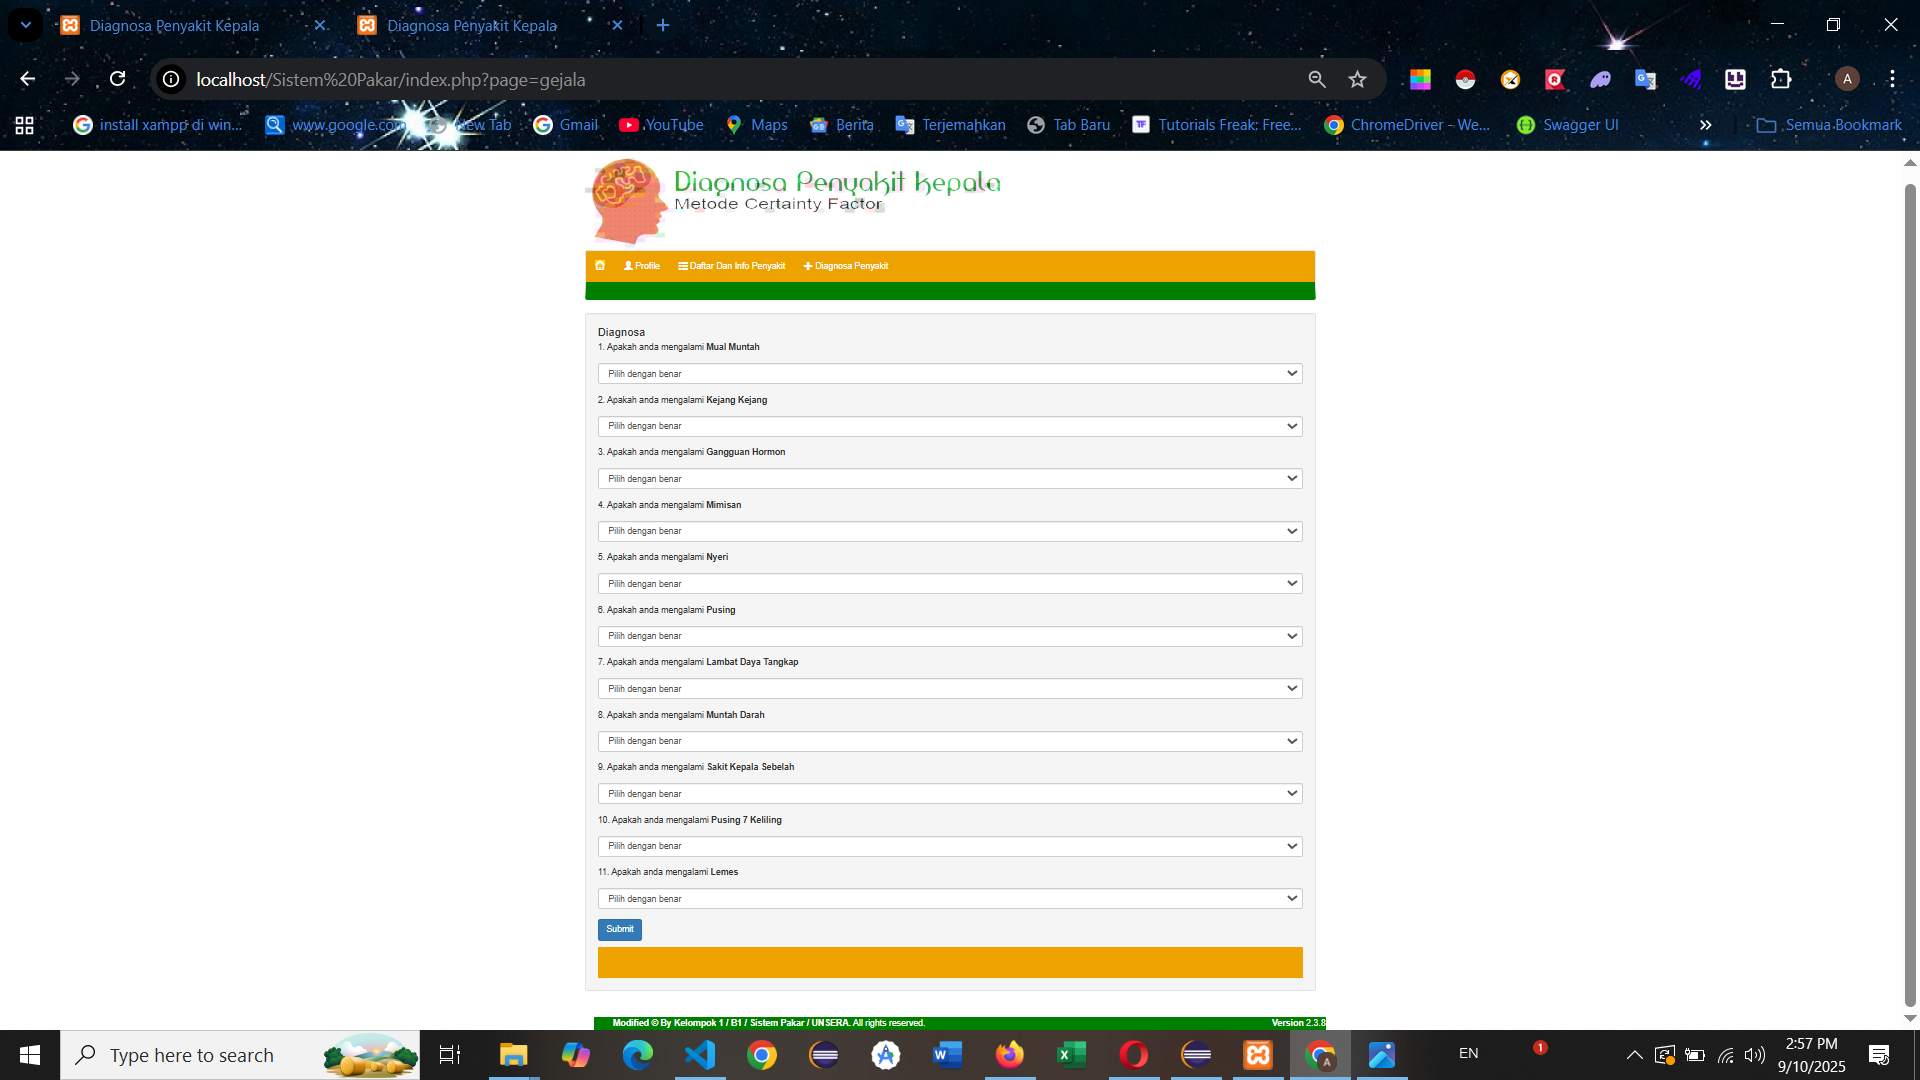 Diagnosa Penyakit Kepala
Diagnosa Penyakit Kepala
localhost/Sistem%20Pakar/index.php?page=gejala
A
install xampp di win...
www.google.com
New Tab
Gmail
YouTube
Maps
Berita
Terjemahkan
Tab Baru
TF
Tutorials Freak: Free...
ChromeDriver - We...
Swagger UI
Semua Bookmark
Diagnosa Penyakit Kepala
Metode Certainty Factor
Profile
Daftar Dan Info Penyakit
Diagnosa Penyakit
Diagnosa
1. Apakah anda mengalami Mual Muntah
Pilih dengan benar
2. Apakah anda mengalami Kejang Kejang
Pilih dengan benar
3. Apakah anda mengalami Gangguan Hormon
Pilih dengan benar
4. Apakah anda mengalami Mimisan
Pilih dengan benar
5. Apakah anda mengalami Nyeri
Pilih dengan benar
6. Apakah anda mengalami Pusing
Pilih dengan benar
7. Apakah anda mengalami Lambat Daya Tangkap
Pilih dengan benar
8. Apakah anda mengalami Muntah Darah
Pilih dengan benar
9. Apakah anda mengalami Sakit Kepala Sebelah
Pilih dengan benar
10. Apakah anda mengalami Pusing 7 Keliling
Pilih dengan benar
11. Apakah anda mengalami Lemes
Pilih dengan benar
Submit
Modified © By Kelompok 1 / B1 / Sistem Pakar / UNSERA. All rights reserved.
Version 2.3.8
Type here to search
EN
1
2:57 PM
9/10/2025